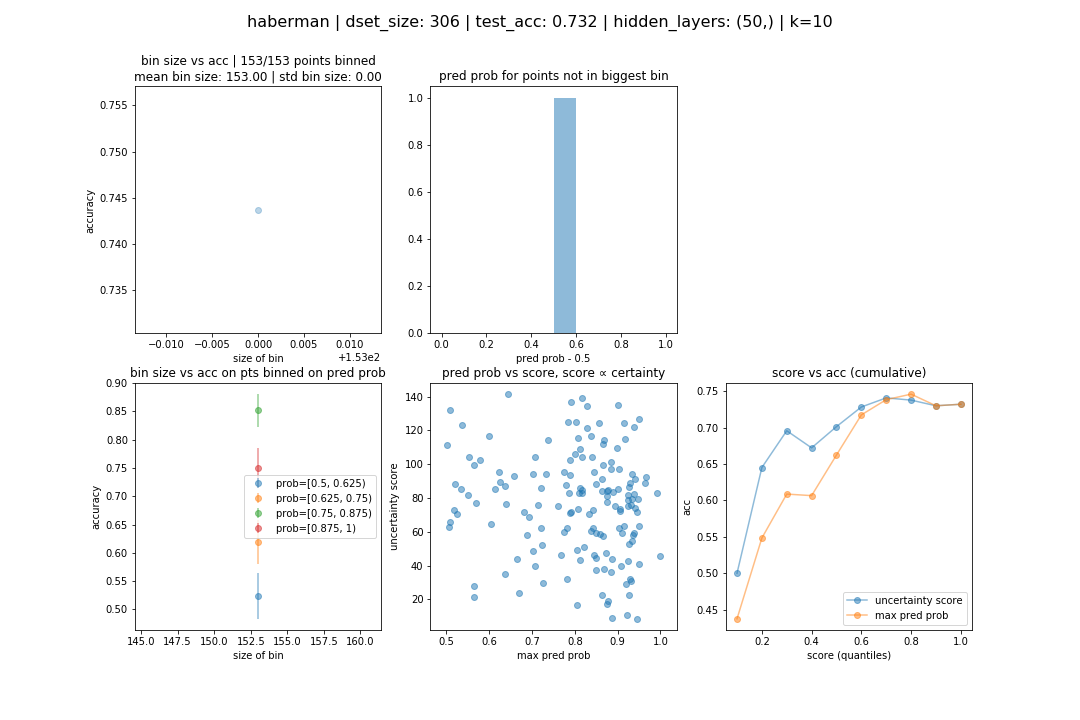 haberman | dset_size: 306 | test_acc: 0.732 | hidden_layers: (50,) | k=10
bin size vs acc | 153/153 points binned
mean bin size: 153.00 | std bin size: 0.00
0.755
0.750
0.745
0.740
0.735
accuracy
−0.010
−0.005
0.000
0.005
0.010
size of bin
+1.53e2
pred prob for points not in biggest bin
1.0
0.8
0.6
0.4
0.2
0.0
0.0
0.2
0.4
0.6
0.8
1.0
pred prob - 0.5
bin size vs acc on pts binned on pred prob
0.90
0.85
0.80
0.75
0.70
0.65
0.60
0.55
0.50
accuracy
prob=[0.5, 0.625)
prob=[0.625, 0.75)
prob=[0.75, 0.875)
prob=[0.875, 1)
145.0
147.5
150.0
152.5
155.0
157.5
160.0
size of bin
pred prob vs score, score ∝ certainty
140
120
100
80
60
40
20
uncertainty score
0.5
0.6
0.7
0.8
0.9
1.0
max pred prob
score vs acc (cumulative)
0.75
0.70
0.65
0.60
0.55
0.50
0.45
acc
uncertainty score
max pred prob
0.2
0.4
0.6
0.8
1.0
score (quantiles)